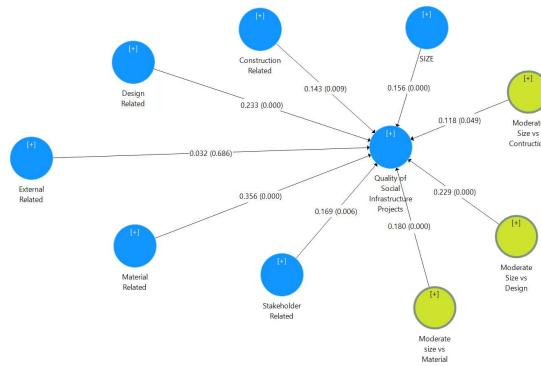 [+]
Construction
Related
[+]
SIZE
[+]
Design
Related
[+]
Moderate
Size vs
Contruction
[+]
Quality of
Social
Infrastructure
Projects
[+]
External
Related
[+]
Material
Related
[+]
Stakeholder
Related
[+]
Moderate
Size vs
Design
[+]
Moderate
size vs
Material
0.143 (0.009)
0.156 (0.000)
0.233 (0.000)
0.118 (0.049)
0.032 (0.686)
0.356 (0.000)
0.169 (0.006)
0.180 (0.000)
0.229 (0.000)